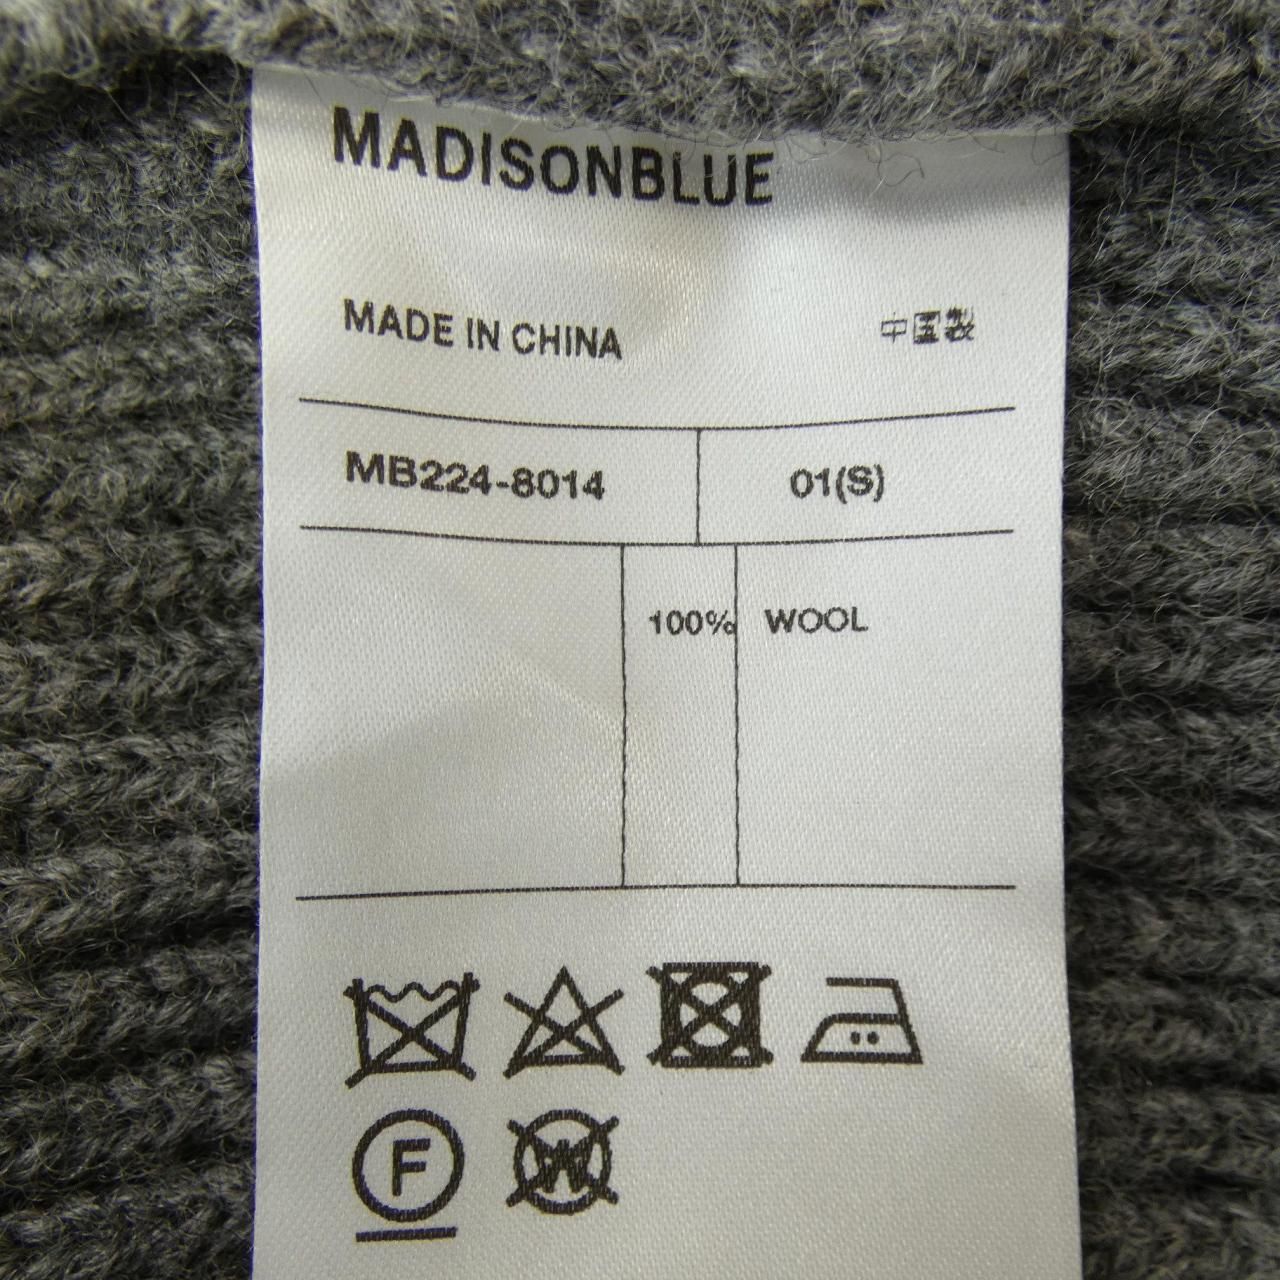 MADISONBLUE
MADE IN CHINA 中国製
MB224-8014 01(S)
100% WOOL
F W